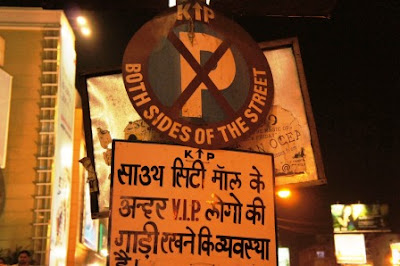 KTP
P
BOTH SIDES OF THE STREET
KTP
साउथ सिटी मॉल के
अन्दर V.I.P. लोगो की
गाड़ी रखने कि व्यवस्था
है।